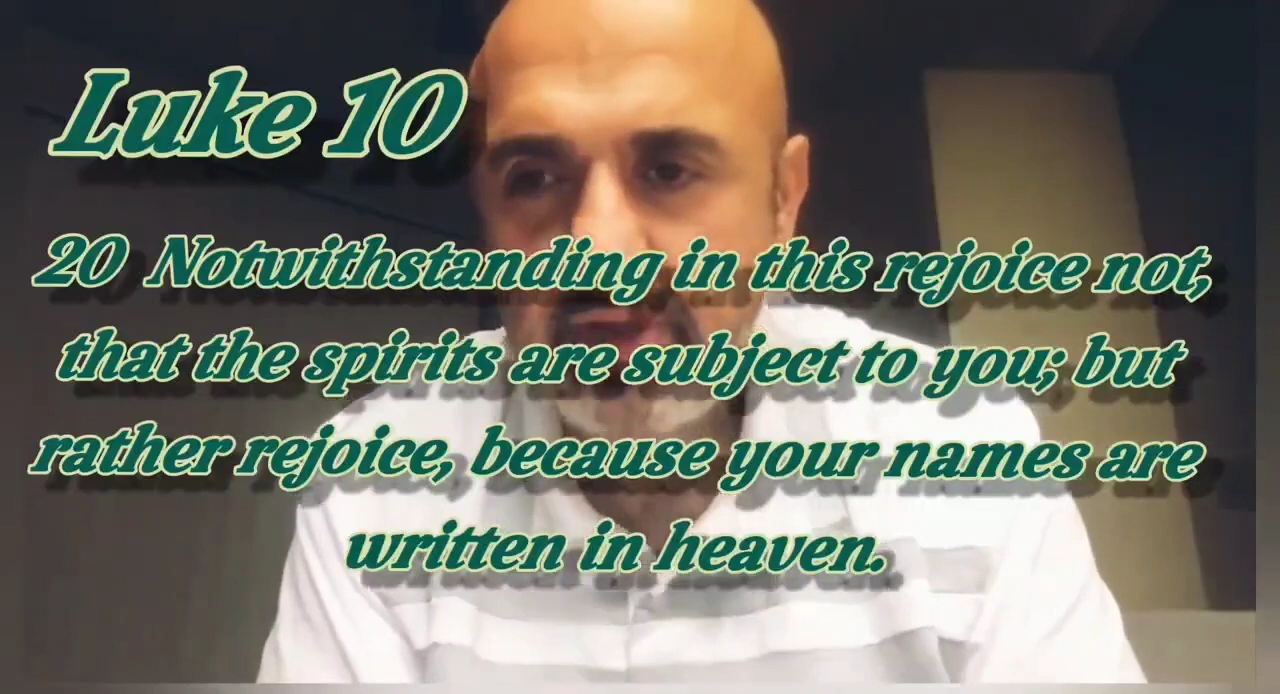 Luke 10
20 Notwithstanding in this rejoice not,
that the spirits are subject to you; but
rather rejoice, because your names are
written in heaven.